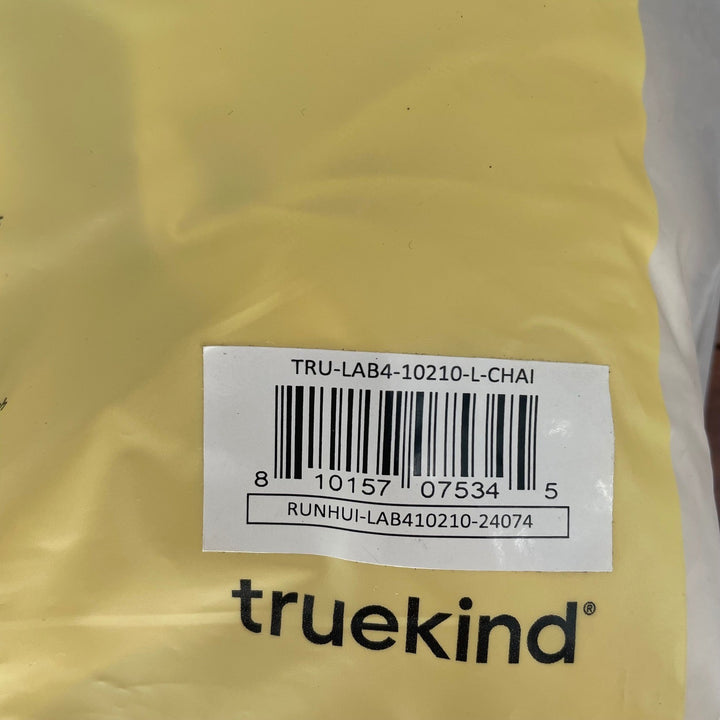 TRU-LAB4-10210-L-CHAI
8 10157 07534 5
RUNHUI-LAB410210-24074
truekind®